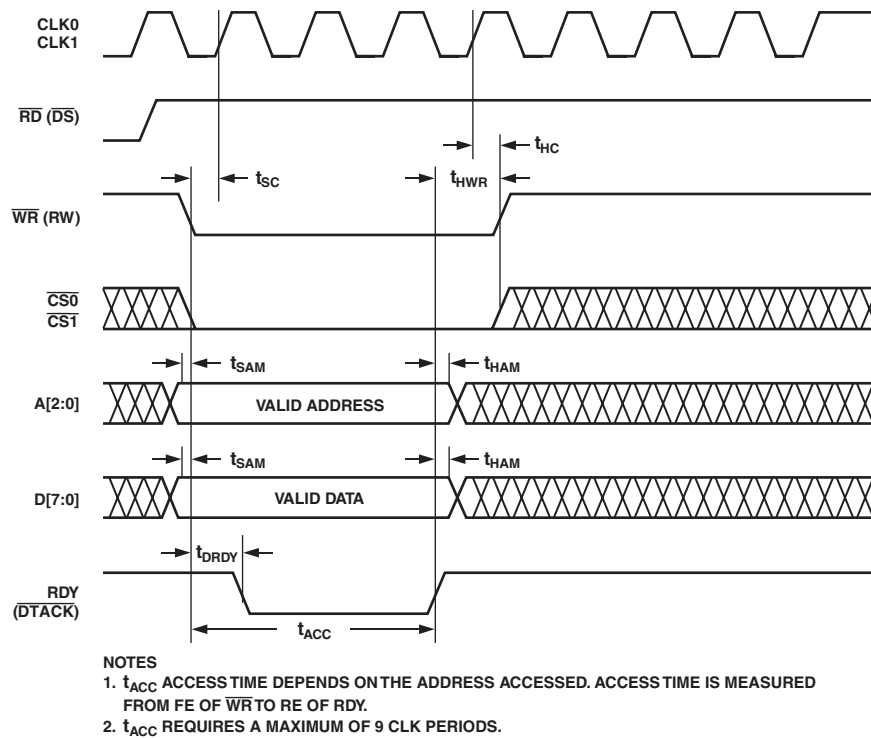 CLK0
CLK1
RD (DS)
tHC
tSC
tHWR
WR (RW)
CS0
CS1
tSAM
tHAM
A[2:0]
VALID ADDRESS
tSAM
tHAM
D[7:0]
VALID DATA
tDRDY
RDY
(DTACK)
tACC
NOTES
1. tACC ACCESS TIME DEPENDS ON THE ADDRESS ACCESSED. ACCESS TIME IS MEASURED
FROM FE OF WR TO RE OF RDY.
2. tACC REQUIRES A MAXIMUM OF 9 CLK PERIODS.